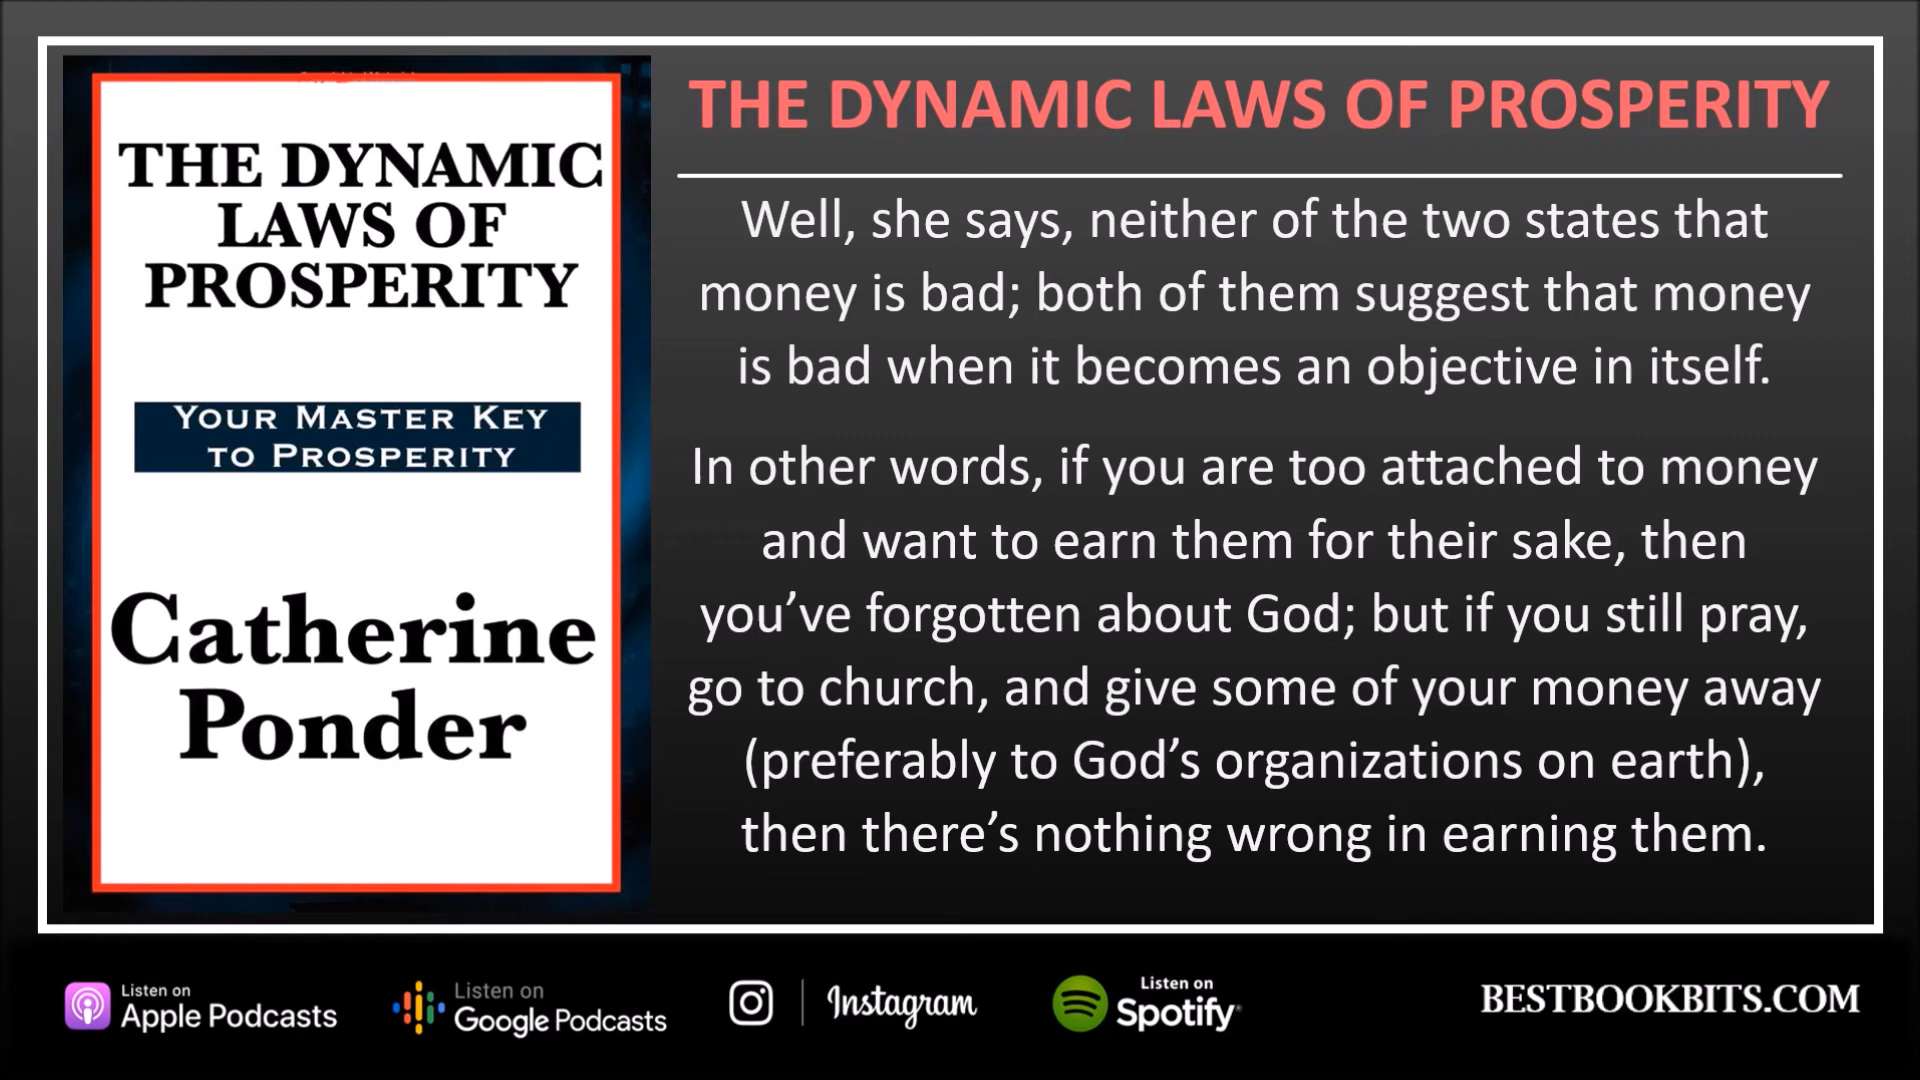 THE DYNAMIC
LAWS OF
PROSPERITY
YOUR MASTER KEY
TO PROSPERITY
Catherine
Ponder
THE DYNAMIC LAWS OF PROSPERITY
Well, she says, neither of the two states that
money is bad; both of them suggest that money
is bad when it becomes an objective in itself.
In other words, if you are too attached to money
and want to earn them for their sake, then
you’ve forgotten about God; but if you still pray,
go to church, and give some of your money away
(preferably to God’s organizations on earth),
then there’s nothing wrong in earning them.
Listen on
Apple Podcasts
Listen on
Google Podcasts
Instagram
Listen on
Spotify
BESTBOOKBITS.COM